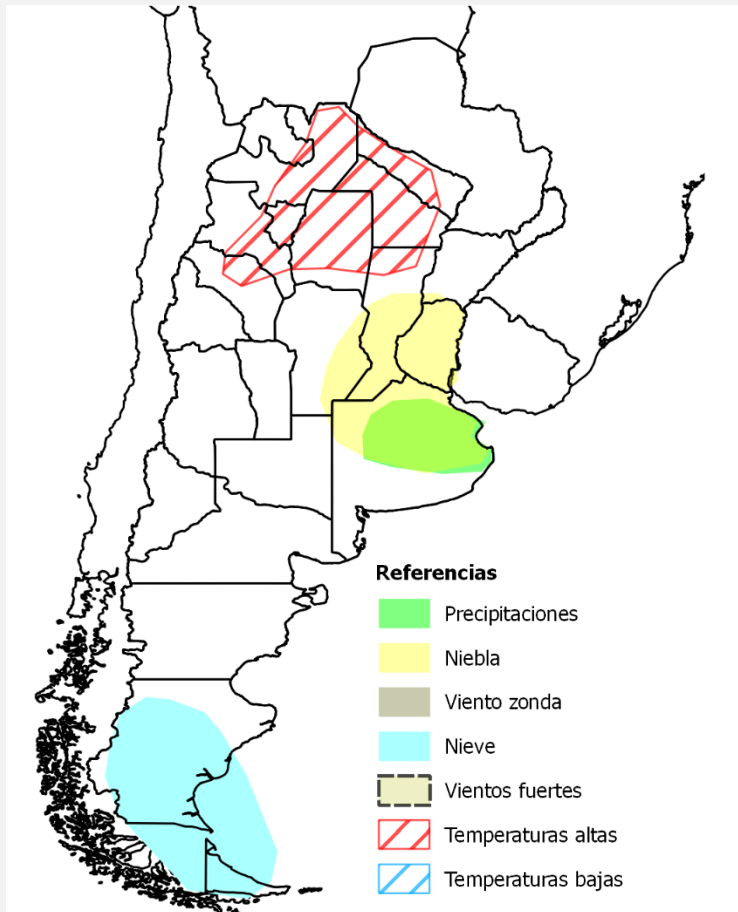 Referencias
Precipitaciones
Niebla
Viento zonda
Nieve
Vientos fuertes
Temperaturas altas
Temperaturas bajas